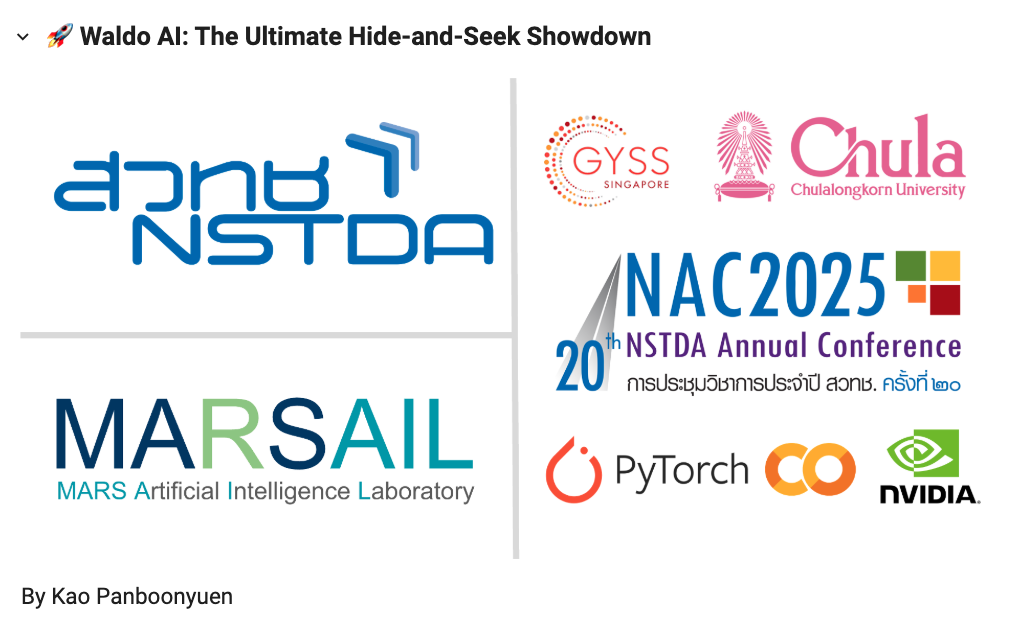 🚀 Waldo AI: The Ultimate Hide-and-Seek Showdown
สวทช
NSTDA
MARSAIL
MARS Artificial Intelligence Laboratory
GYSS
SINGAPORE
Chula
Chulalongkorn University
NAC2025
20th NSTDA Annual Conference
การประชุมวิชาการประจำปี สวทช. ครั้งที่ ๒๐
PyTorch
NVIDIA.
By Kao Panboonyuen